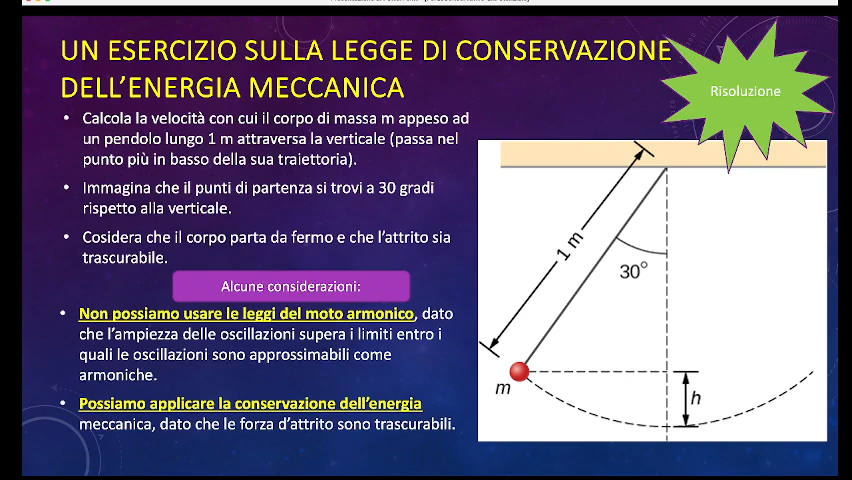 UN ESERCIZIO SULLA LEGGE DI CONSERVAZIONE
DELL'ENERGIA MECCANICA
Risoluzione
• Calcola la velocità con cui il corpo di massa m appeso ad
un pendolo lungo 1 m attraversa la verticale (passa nel
punto più in basso della sua traiettoria).
• Immagina che il punti di partenza si trovi a 30 gradi
rispetto alla verticale.
• Cosidera che il corpo parta da fermo e che l'attrito sia
trascurabile.
Alcune considerazioni:
• Non possiamo usare le leggi del moto armonico, dato
che l'ampiezza delle oscillazioni supera i limiti entro i
quali le oscillazioni sono approssimabili come
armoniche.
• Possiamo applicare la conservazione dell'energia
meccanica, dato che le forza d'attrito sono trascurabili.
1 m
30°
m
h